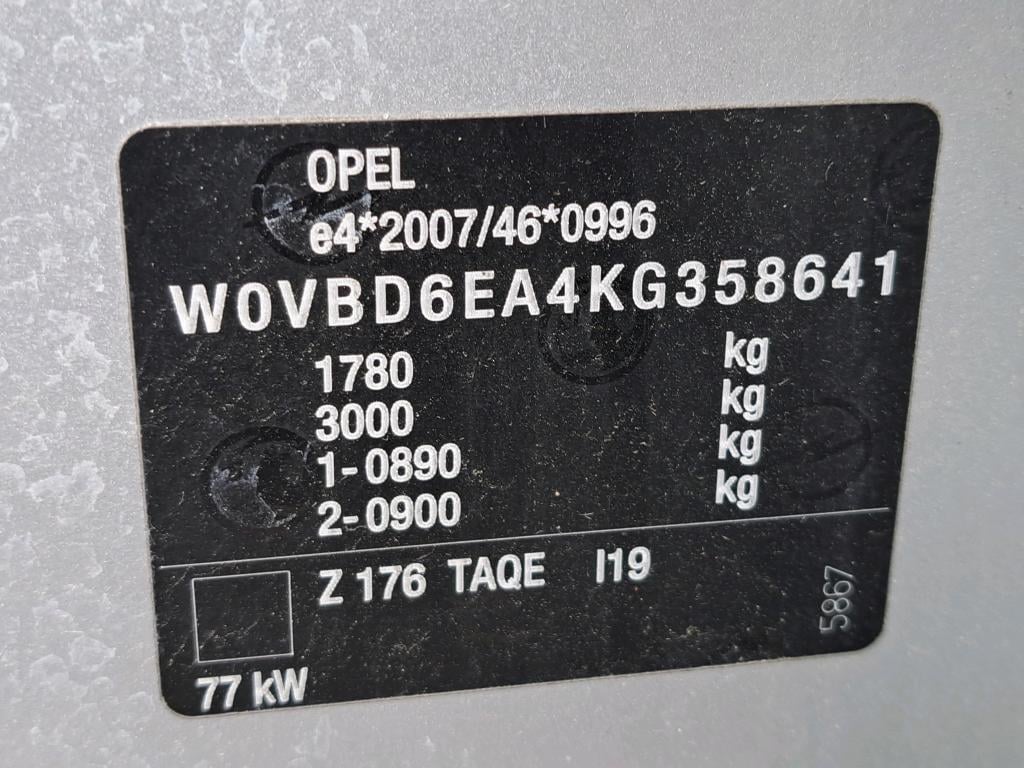 OPEL
e4*2007/46*0996
W0VBD6EA4KG358641
1780 kg
3000 kg
1-0890 kg
2-0900 kg
Z 176 TAQE I19
5867
77 kW